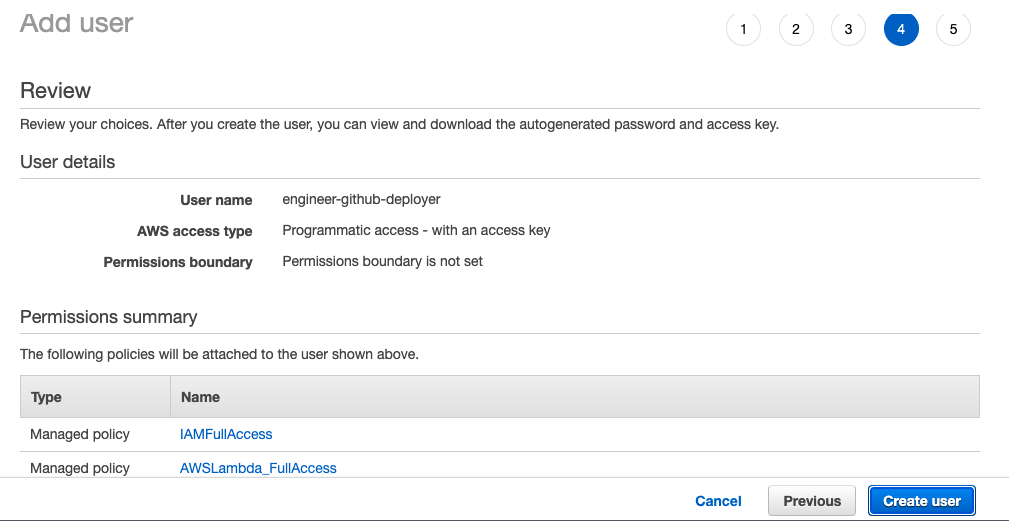 Add user
1 2 3 4 5
Review
Review your choices. After you create the user, you can view and download the autogenerated password and access key.
User details
User name engineer-github-deployer
AWS access type Programmatic access - with an access key
Permissions boundary Permissions boundary is not set
Permissions summary
The following policies will be attached to the user shown above.
Type Name
Managed policy IAMFullAccess
Managed policy AWSLambda_FullAccess
Cancel Previous Create user